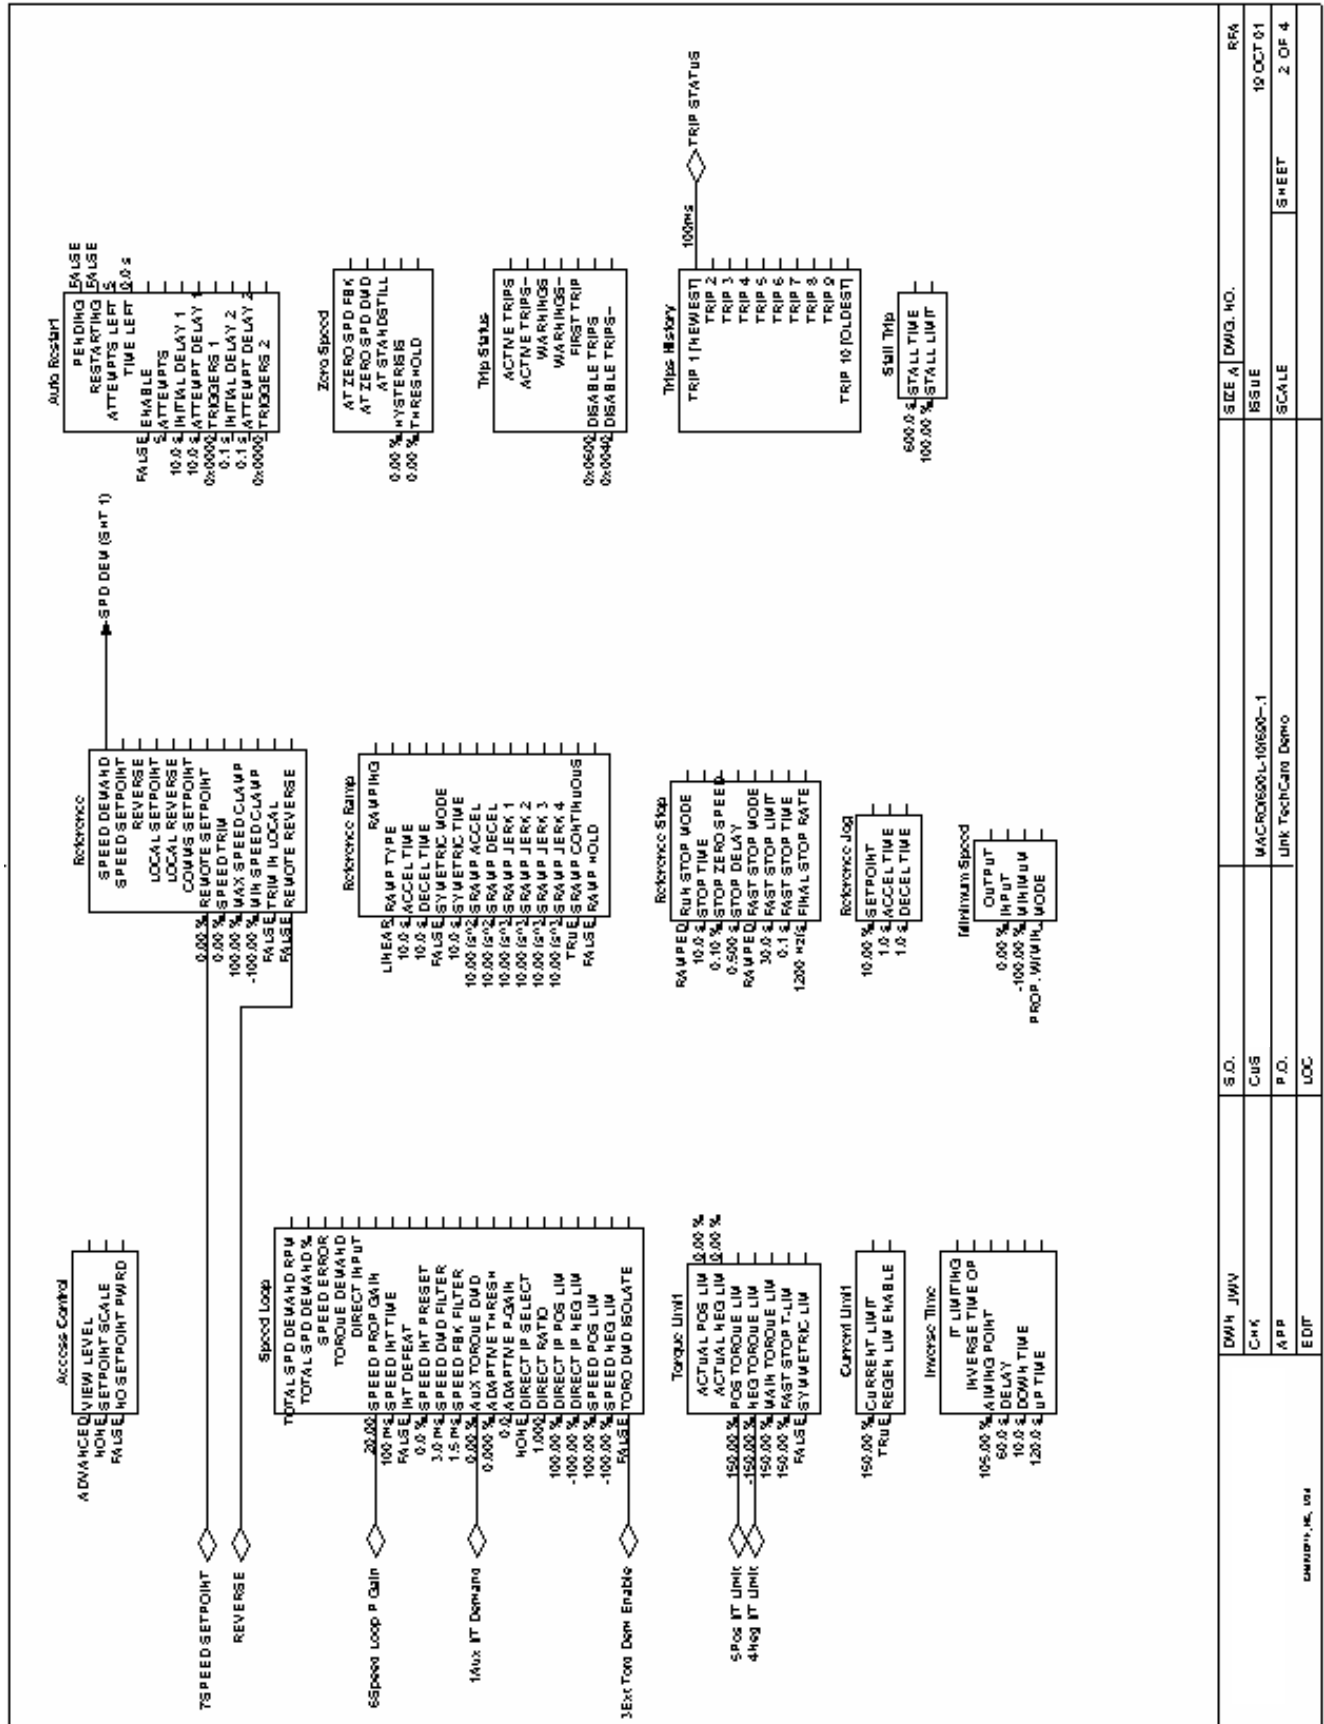 Access Control
ADVANCED VIEW LEVEL
NONE SETPOINT SCALE
FALSE NO SETPOINT PWRD
7SPEED SETPOINT
REVERSE
Speed Loop
TOTAL SPD DEMAND RPM
TOTAL SPD DEMAND %
SPEED ERROR
TORQUE DEMAND
DIRECT INPUT
6Speed Loop P Gain
20.00 SPEED PROP GAIN
100 ms SPEED INT TIME
FALSE INT DEFEAT
0.0 % SPEED INT PRESET
3.0 ms SPEED DMD FILTER
1.5 ms SPEED FBK FILTER
1Aux I/T Demand
0.00 % AUX TORQUE DMD
0.000 % ADAPTIVE THRESH
0.0 ADAPTIVE P-GAIN
NONE DIRECT IP SELECT
1.000 DIRECT RATIO
100.00 % DIRECT IP POS LIM
-100.00 % DIRECT IP NEG LIM
100.00 % SPEED POS LIM
-100.00 % SPEED NEG LIM
3Ext Torq Dem Enable
FALSE TORQ DMD ISOLATE
Torque Limit
ACTUAL POS LIM 0.00 %
ACTUAL NEG LIM 0.00 %
5Pos I/T Limit
150.00 % POS TORQUE LIM
4Neg I/T Limit
-150.00 % NEG TORQUE LIM
150.00 % MAIN TORQUE LIM
150.00 % FAST STOP T-LIM
FALSE SYMMETRIC LIM
Current Limit
150.00 % CURRENT LIMIT
TRUE REGEN LIM ENABLE
Inverse Time
IT LIMITING
INVERSE TIME OP
105.00 % AIMING POINT
60.0 s DELAY
10.0 s DOWN TIME
120.0 s UP TIME
Reference
SPEED DEMAND
SPEED SETPOINT
REVERSE
LOCAL SETPOINT
LOCAL REVERSE
COMMS SETPOINT
0.00 % REMOTE SETPOINT
0.00 % SPEED TRIM
100.00 % MAX SPEED CLAMP
-100.00 % MIN SPEED CLAMP
FALSE TRIM IN LOCAL
FALSE REMOTE REVERSE
SPD DEM (SHT 1)
Reference Ramp
RAMPING
LINEAR RAMP TYPE
10.0 s ACCEL TIME
10.0 s DECEL TIME
FALSE SYMETRIC MODE
10.0 s SYMETRIC TIME
10.00 /s^2 SRAMP ACCEL
10.00 /s^2 SRAMP DECEL
10.00 /s^3 SRAMP JERK 1
10.00 /s^3 SRAMP JERK 2
10.00 /s^3 SRAMP JERK 3
10.00 /s^3 SRAMP JERK 4
TRUE SRAMP CONTINUOUS
FALSE RAMP HOLD
Reference Stop
RAMPED RUN STOP MODE
10.0 s STOP TIME
0.10 % STOP ZERO SPEED
0.500 s STOP DELAY
RAMPED FAST STOP MODE
30.0 s FAST STOP LIMIT
0.1 s FAST STOP TIME
1200 Hz/s FINAL STOP RATE
Reference Jog
10.00 % SETPOINT
1.0 s ACCEL TIME
1.0 s DECEL TIME
Minimum Speed
OUTPUT
0.00 % INPUT
-100.00 % MINIMUM
PROP. W/MIN. MODE
Auto Restart
PENDING FALSE
RESTARTING FALSE
ATTEMPTS LEFT 5
TIME LEFT 0.0 s
FALSE ENABLE
5 ATTEMPTS
10.0 s INITIAL DELAY 1
10.0 s ATTEMPT DELAY 1
0x0000 TRIGGERS 1
0.1 s INITIAL DELAY 2
0.1 s ATTEMPT DELAY 2
0x0000 TRIGGERS 2
Zero Speed
AT ZERO SPD FBK
AT ZERO SPD DMD
AT STANDSTILL
0.00 % HYSTERISIS
0.00 % THRESHOLD
Trip Status
ACTIVE TRIPS
ACTIVE TRIPS+
WARNINGS
WARNINGS+
FIRST TRIP
0x0600 DISABLE TRIPS
0x0040 DISABLE TRIPS+
Trips History
TRIP 1 [NEWEST] 100ms TRIP STATUS
TRIP 2
TRIP 3
TRIP 4
TRIP 5
TRIP 6
TRIP 7
TRIP 8
TRIP 9
TRIP 10 [OLDEST]
Stall Trip
600.0 s STALL TIME
100.00 % STALL LIMIT
DWN JWV
CHK
APP
EDIT
S.O.
CUS
P.O.
LOC
MACRO/690-L-10/690-.1
Link TechCard Demo
SIZE A DWG. NO. RFA
ISSUE 19 OCT 01
SCALE SHEET 2 OF 4